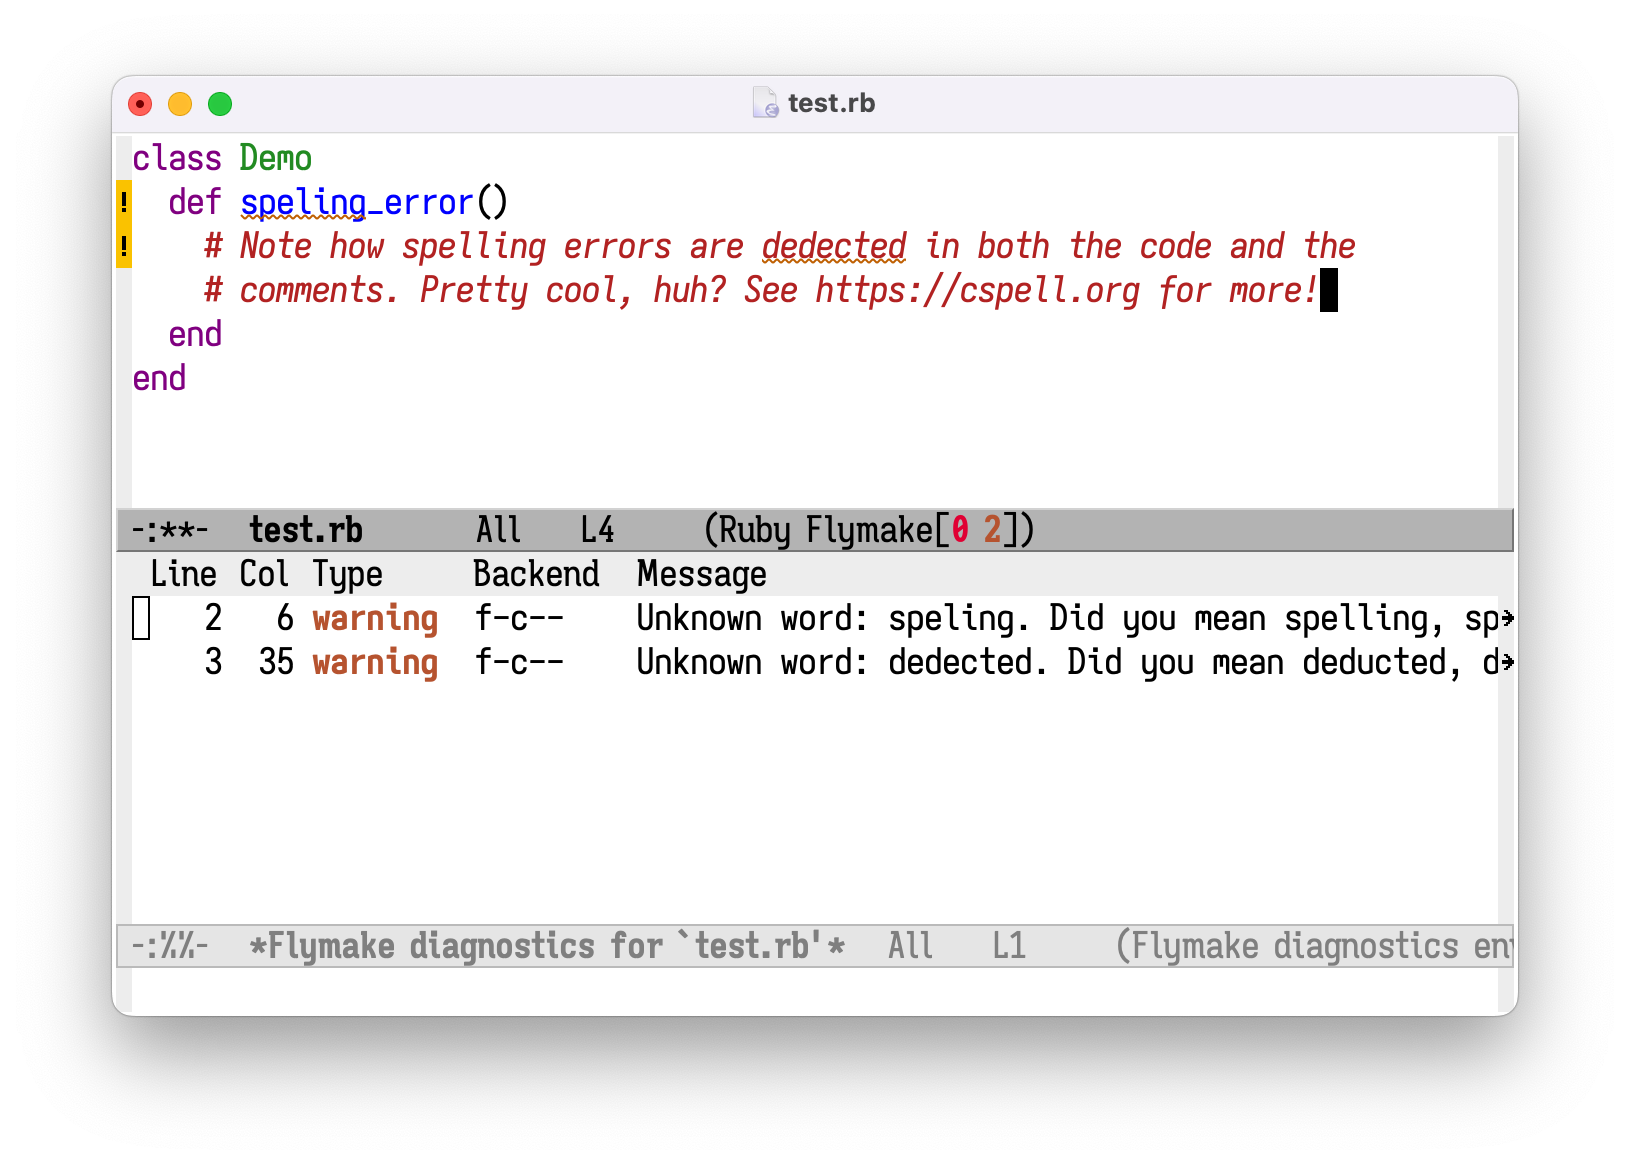 test.rb
class Demo
! def speling_error()
! # Note how spelling errors are dedected in both the code and the
# comments. Pretty cool, huh? See https://cspell.org for more!
end
end
-:**- test.rb All L4 (Ruby Flymake[0 2])
Line Col Type Backend Message
2 6 warning f-c-- Unknown word: speling. Did you mean spelling, sp
3 35 warning f-c-- Unknown word: dedected. Did you mean deducted, d
-:%%- *Flymake diagnostics for `test.rb'* All L1 (Flymake diagnostics en